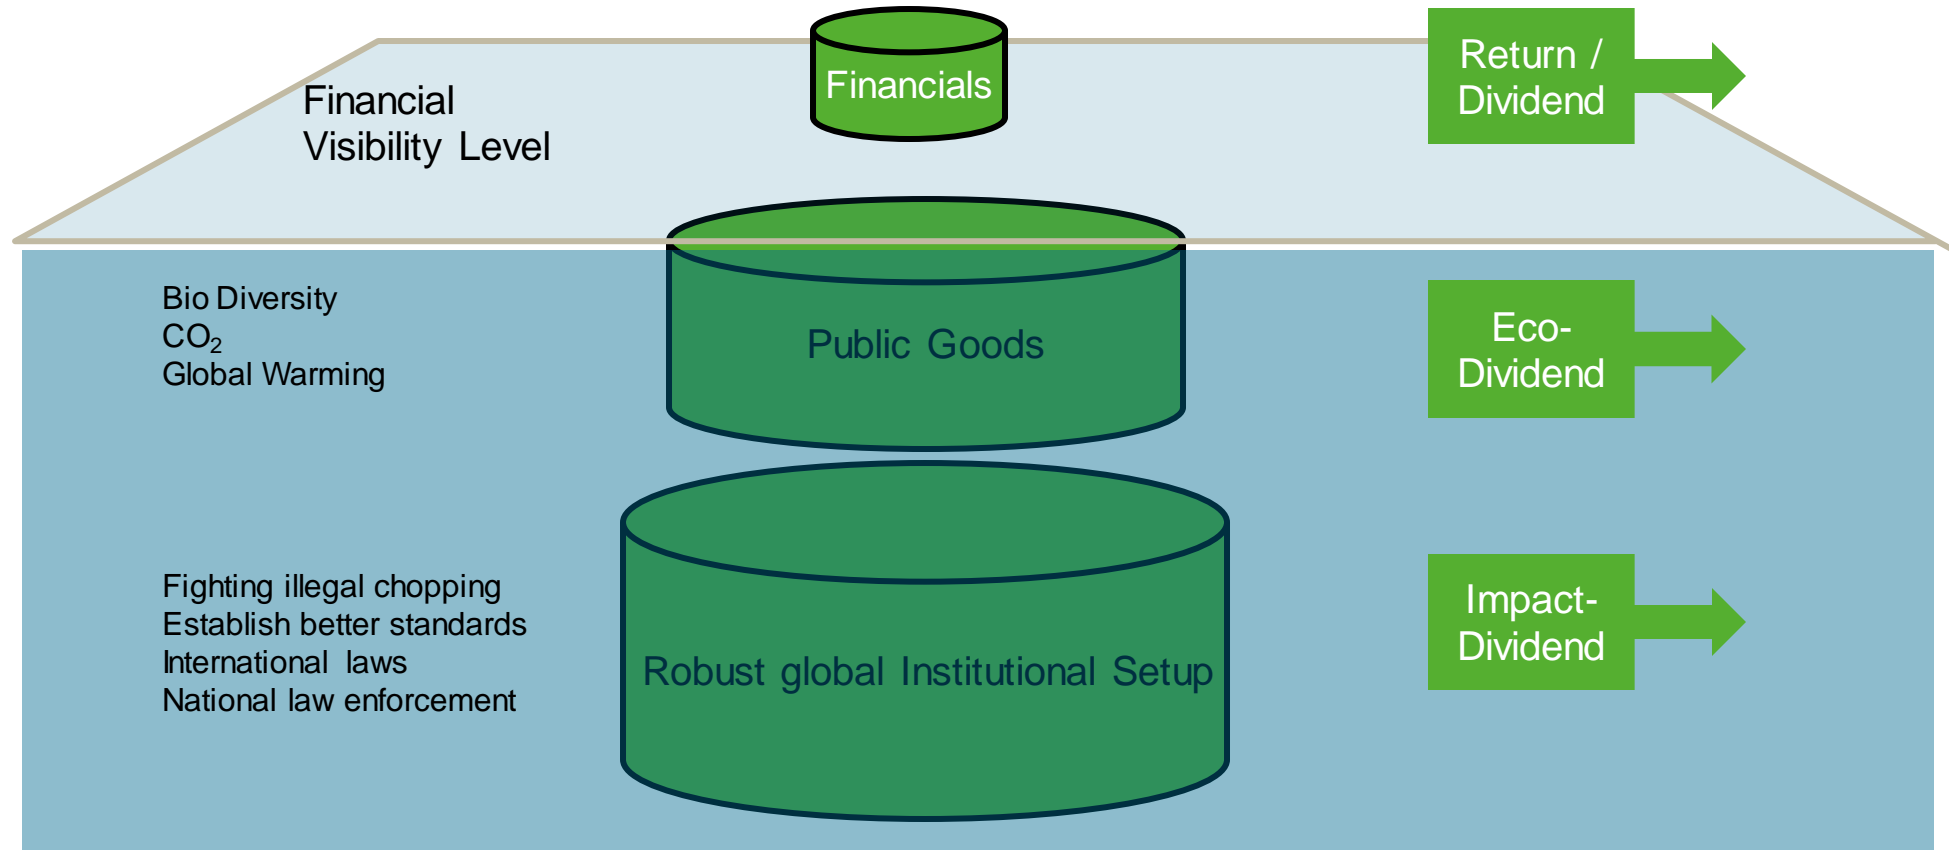 Financial
Visibility Level
Financials
Return /
Dividend
Bio Diversity
CO₂
Global Warming
Public Goods
Eco-
Dividend
Fighting illegal chopping
Establish better standards
International laws
National law enforcement
Robust global Institutional Setup
Impact-
Dividend